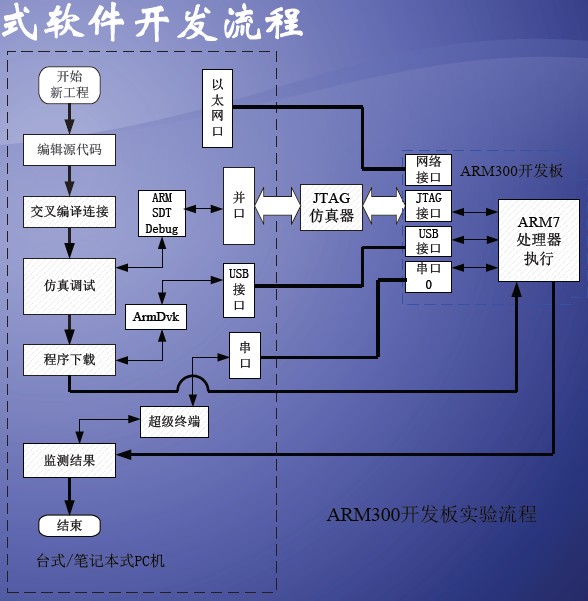 式软件开发流程
开始
新工程
以
太
网
口
编辑源代码
网络
接口
ARM300开发板
交叉编译连接
ARM
SDT
Debug
并
口
JTAG
仿真器
JTAG
接口
ARM7
处理器
执行
USB
接口
仿真调试
USB
接
口
串口
0
ArmDvk
程序下载
串
口
超级终端
监测结果
结束
ARM300开发板实验流程
台式/笔记本式PC机